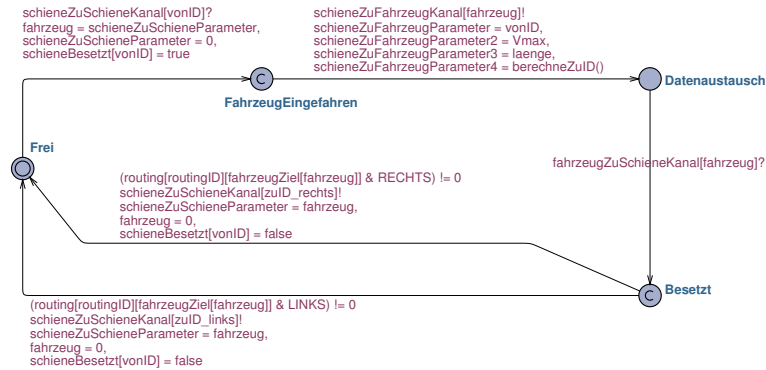 schieneZuSchieneKanal[vonID]?
fahrzeug = schieneZuSchieneParameter,
schieneZuSchieneParameter = 0,
schieneBesetzt[vonID] = true
schieneZuFahrzeugKanal[fahrzeug]!
schieneZuFahrzeugParameter = vonID,
schieneZuFahrzeugParameter2 = Vmax,
schieneZuFahrzeugParameter3 = laenge,
schieneZuFahrzeugParameter4 = berechneZuID()
C
FahrzeugEingefahren
Datenaustausch
Frei
fahrzeugZuSchieneKanal[fahrzeug]?
(routing[routingID][fahrzeugZiel[fahrzeug]] & RECHTS) != 0
schieneZuSchieneKanal[zuID_rechts]!
schieneZuSchieneParameter = fahrzeug,
fahrzeug = 0,
schieneBesetzt[vonID] = false
C
Besetzt
(routing[routingID][fahrzeugZiel[fahrzeug]] & LINKS) != 0
schieneZuSchieneKanal[zuID_links]!
schieneZuSchieneParameter = fahrzeug,
fahrzeug = 0,
schieneBesetzt[vonID] = false